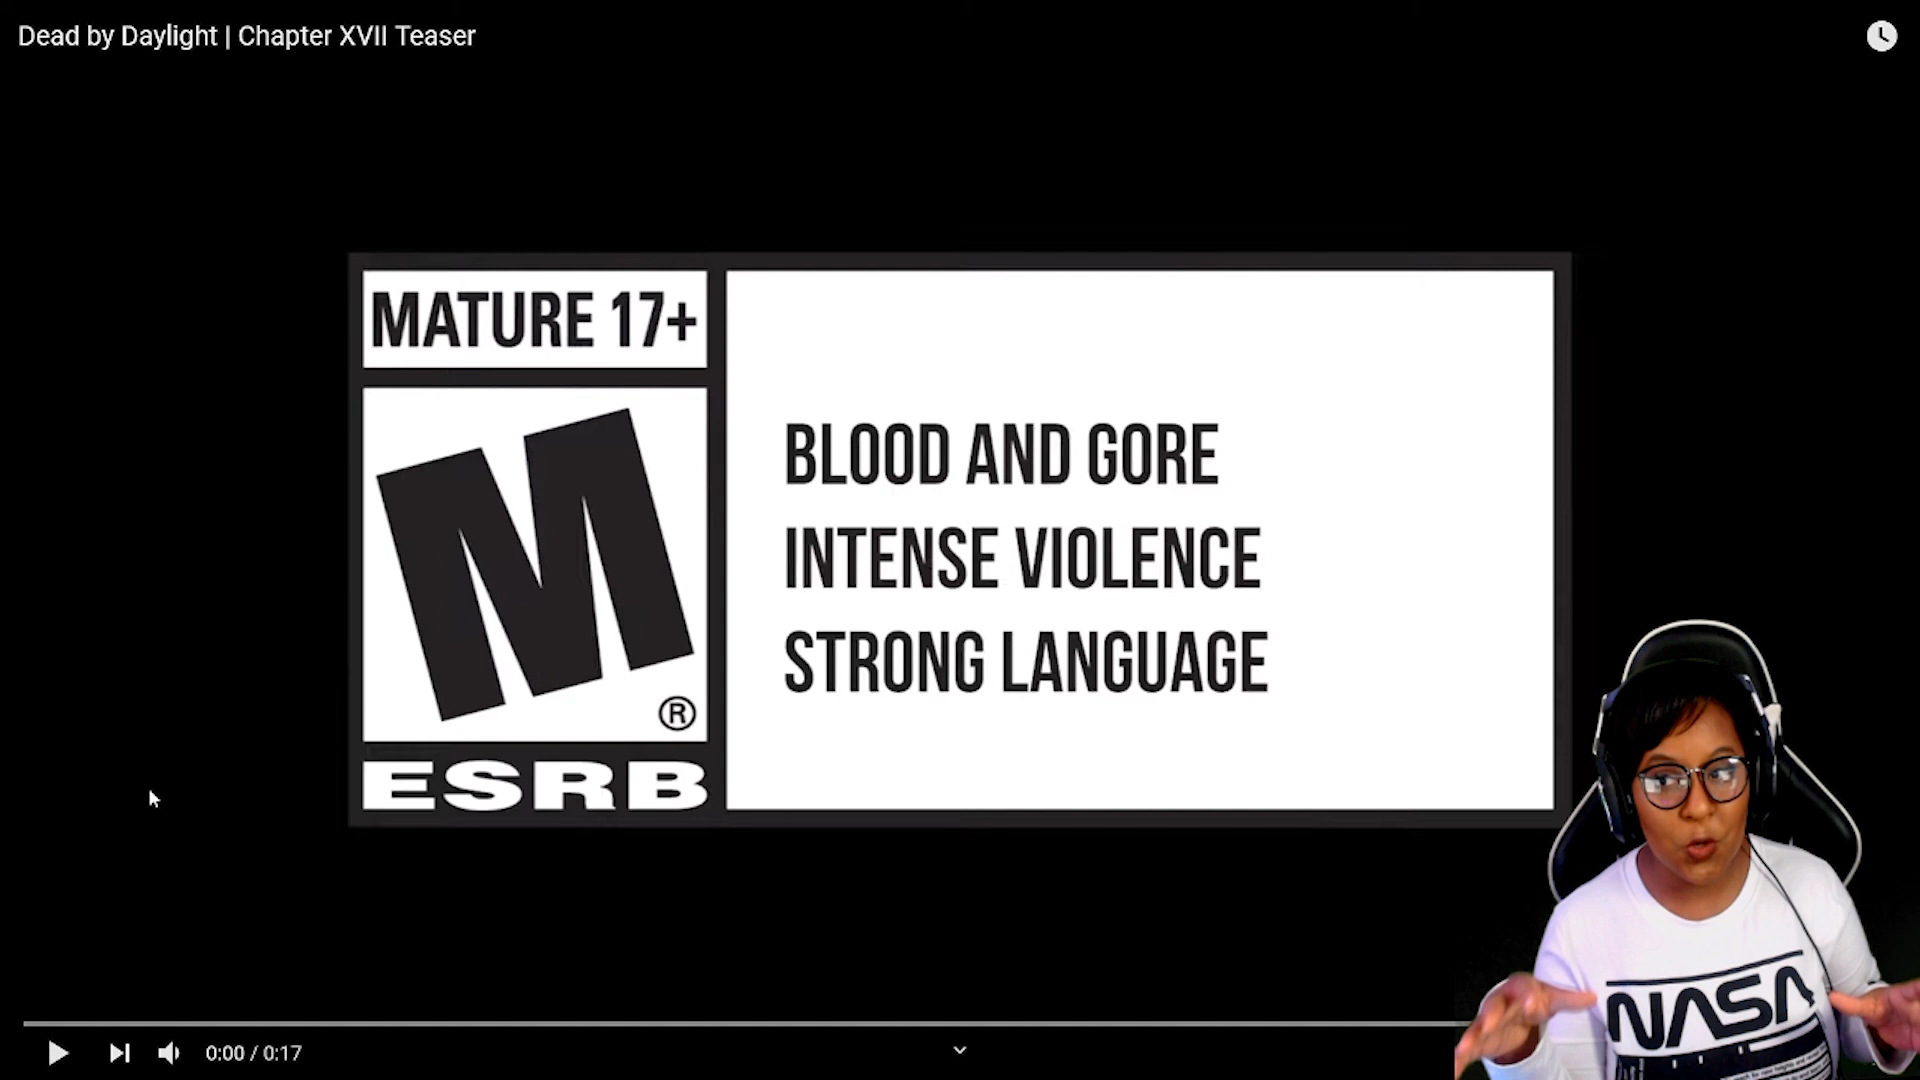 Dead by Daylight | Chapter XVII Teaser
MATURE 17+
M
®
ESRB
BLOOD AND GORE
INTENSE VIOLENCE
STRONG LANGUAGE
NASA
0:00 / 0:17